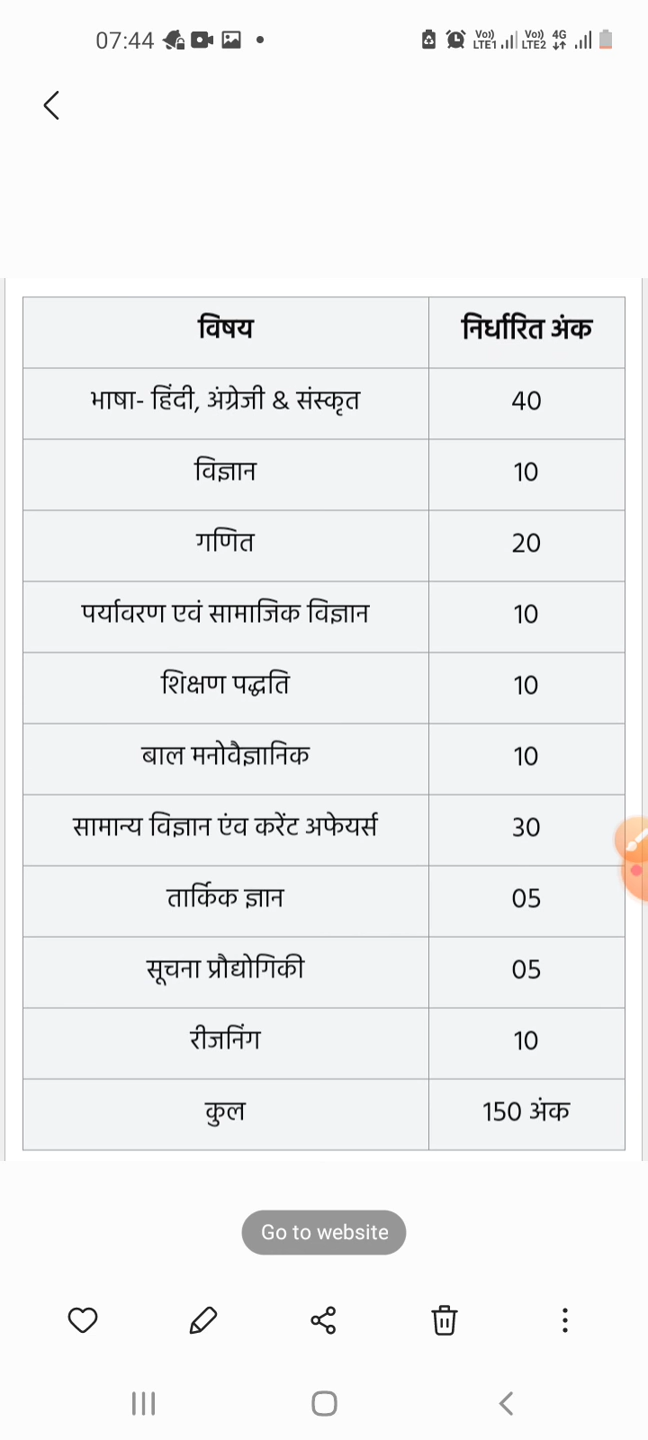 07:44
Vo)) LTE1 Vo)) LTE2 4G
विषय निर्धारित अंक
भाषा- हिंदी, अंग्रेजी & संस्कृत 40
विज्ञान 10
गणित 20
पर्यावरण एवं सामाजिक विज्ञान 10
शिक्षण पद्धति 10
बाल मनोवैज्ञानिक 10
सामान्य विज्ञान एंव करेंट अफेयर्स 30
तार्किक ज्ञान 05
सूचना प्रौद्योगिकी 05
रीजनिंग 10
कुल 150 अंक
Go to website